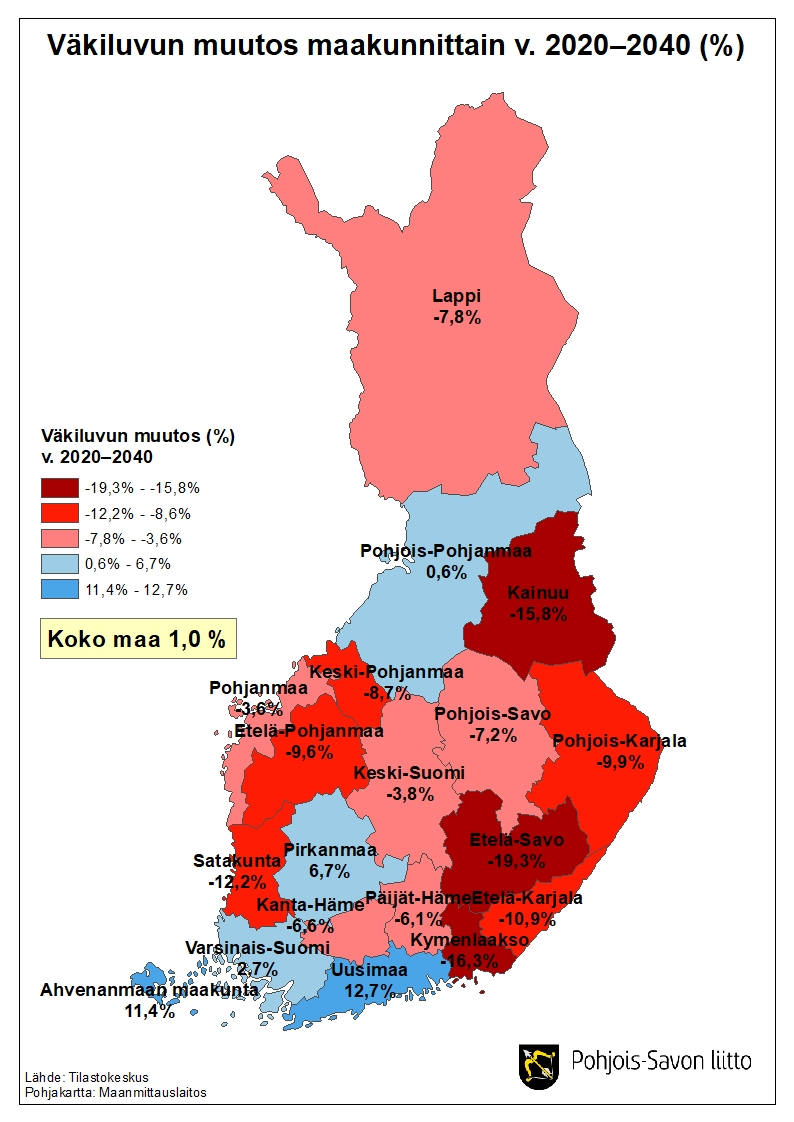 Väkiluvun muutos maakunnittain v. 2020–2040 (%)
Lappi
-7,8%
Väkiluvun muutos (%)
v. 2020–2040
-19,3% - -15,8%
-12,2% - -8,6%
-7,8% - -3,6%
0,6% - 6,7%
11,4% - 12,7%
Koko maa 1,0 %
Pohjois-Pohjanmaa
0,6%
Kainuu
-15,8%
Keski-Pohjanmaa
-8,7%
Pohjanmaa
-3,6%
Etelä-Pohjanmaa
-9,6%
Pohjois-Savo
-7,2%
Pohjois-Karjala
-9,9%
Keski-Suomi
-3,8%
Etelä-Savo
-19,3%
Pirkanmaa
6,7%
Satakunta
-12,2%
Kanta-Häme
-6,6%
Päijät-Häme
-6,1%
Etelä-Karjala
-10,9%
Kymenlaakso
-16,3%
Varsinais-Suomi
2,7%
Uusimaa
12,7%
Ahvenanmaan maakunta
11,4%
Pohjois-Savon liitto
Lähde: Tilastokeskus
Pohjakartta: Maanmittauslaitos